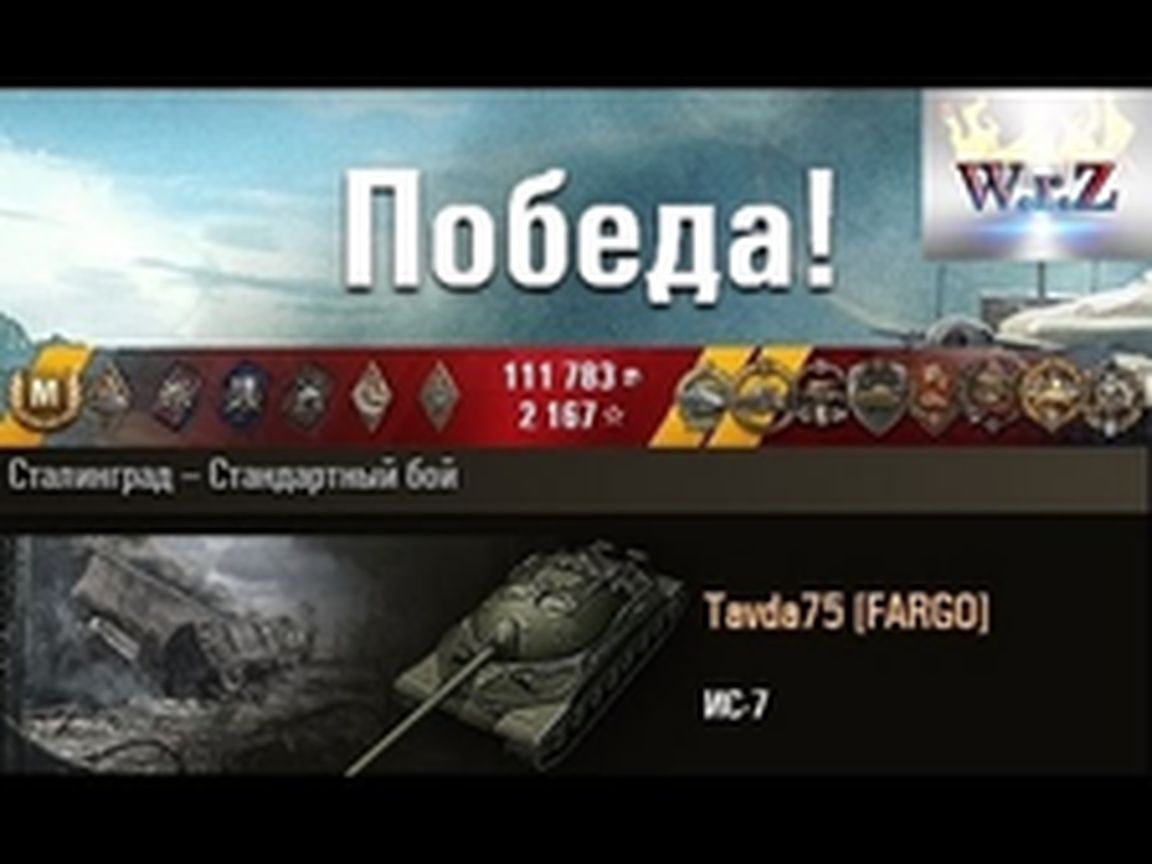 W.r.Z
Победа!
М
111 783
2 167
Сталинград – Стандартный бой
Tavda75 [FARGO]
ИС-7